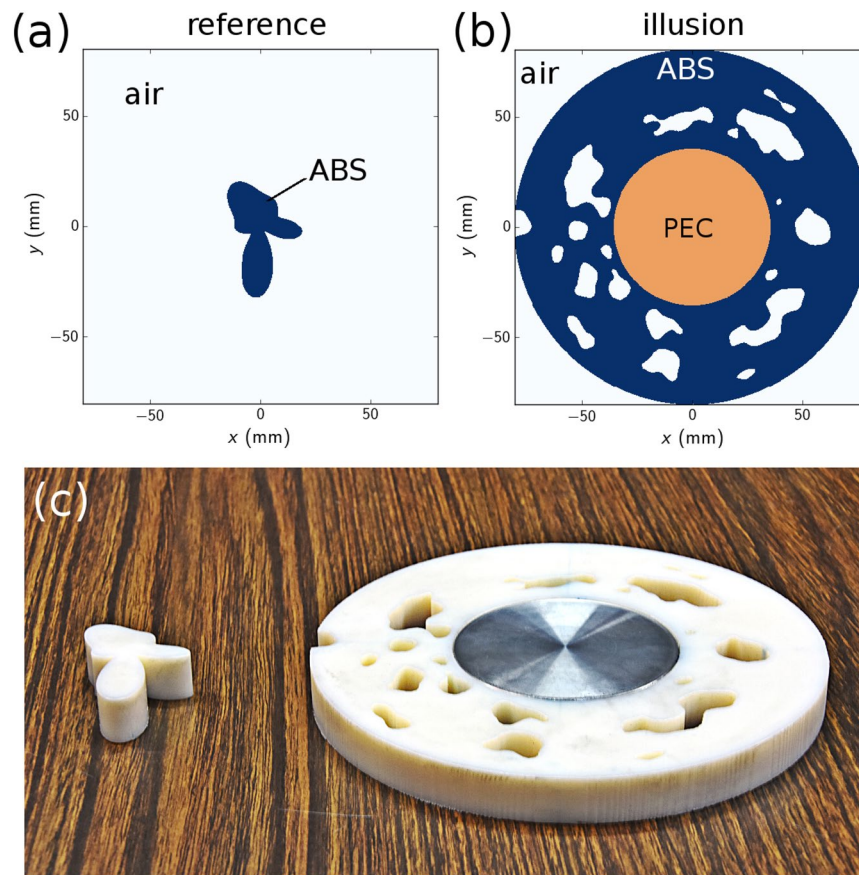 (a)
reference
air
ABS
50
0
−50
y (mm)
−50
0
50
x (mm)
(b)
illusion
air
ABS
PEC
50
0
−50
y (mm)
−50
0
50
x (mm)
(c)